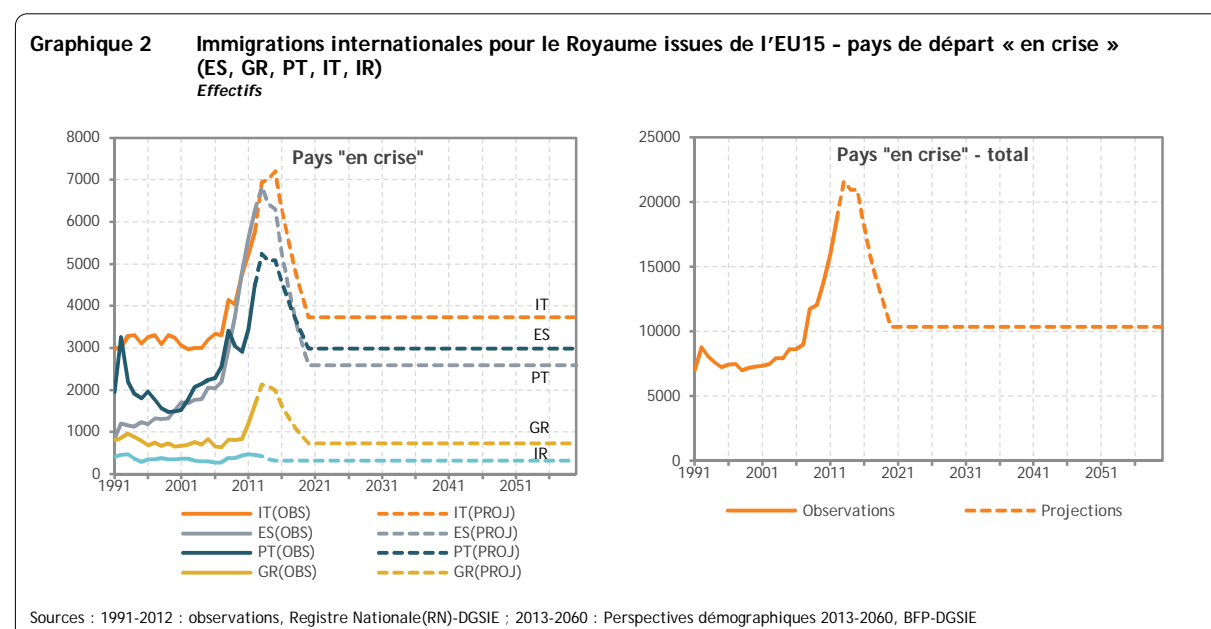 Graphique 2 Immigrations internationales pour le Royaume issues de l'EU15 - pays de départ « en crise »
(ES, GR, PT, IT, IR)
Effectifs
Pays "en crise"
8000
7000
6000
5000
4000
3000
2000
1000
0
1991 2001 2011 2021 2031 2041 2051
IT
ES
PT
GR
IR
IT(OBS) IT(PROJ)
ES(OBS) ES(PROJ)
PT(OBS) PT(PROJ)
GR(OBS) GR(PROJ)
Pays "en crise" - total
25000
20000
15000
10000
5000
0
1991 2001 2011 2021 2031 2041 2051
Observations Projections
Sources : 1991-2012 : observations, Registre Nationale(RN)-DGSIE ; 2013-2060 : Perspectives démographiques 2013-2060, BFP-DGSIE